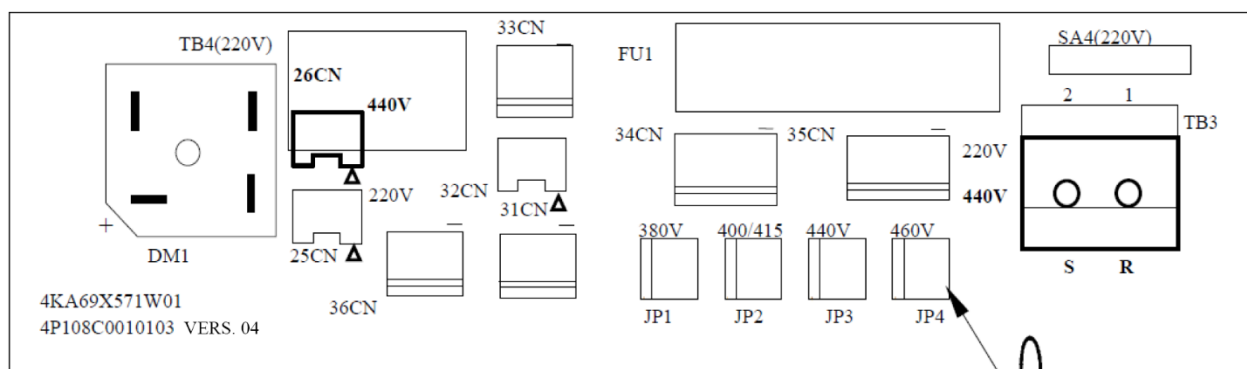 33CN
TB4(220V)
FU1
SA4(220V)
26CN
440V
2 1
TB3
34CN
35CN
220V
32CN
220V
440V
31CN
380V 400/415 440V 460V
25CN
DM1
+
S R
36CN
4KA69X571W01
JP1 JP2 JP3 JP4
4P108C0010103 VERS. 04